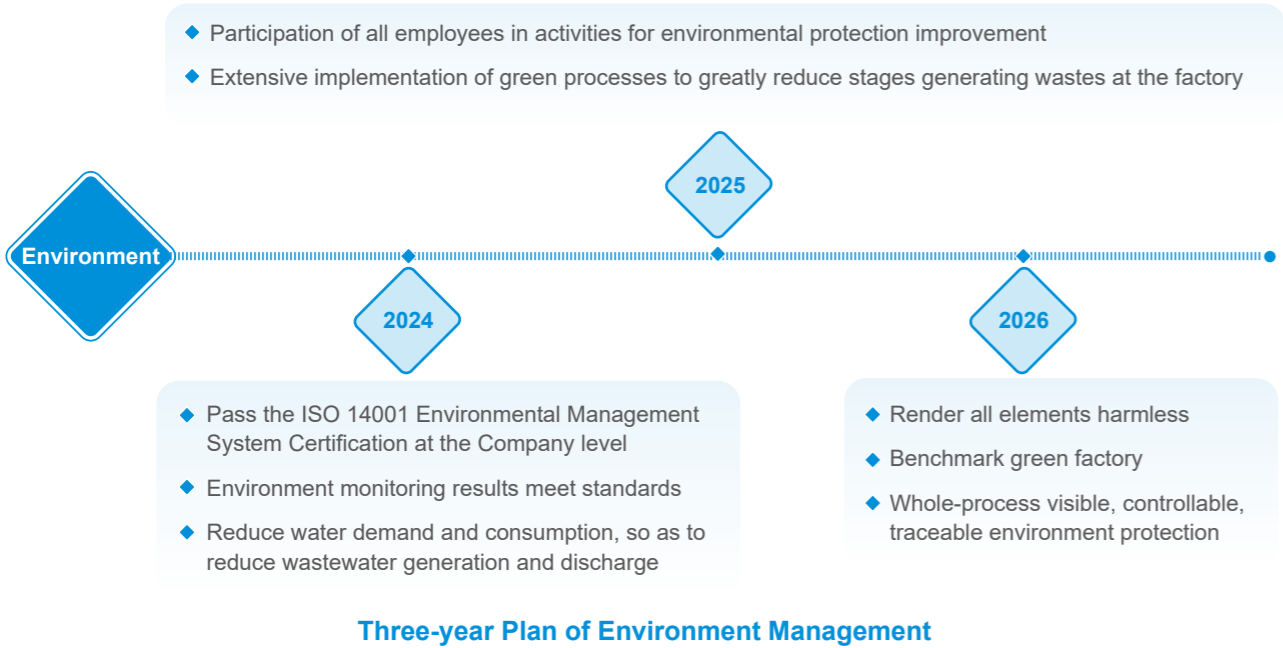 Participation of all employees in activities for environmental protection improvement
Extensive implementation of green processes to greatly reduce stages generating wastes at the factory
2025
Environment
2024
2026
Pass the ISO 14001 Environmental Management
System Certification at the Company level
Environment monitoring results meet standards
Reduce water demand and consumption, so as to
reduce wastewater generation and discharge
Render all elements harmless
Benchmark green factory
Whole-process visible, controllable,
traceable environment protection
Three-year Plan of Environment Management